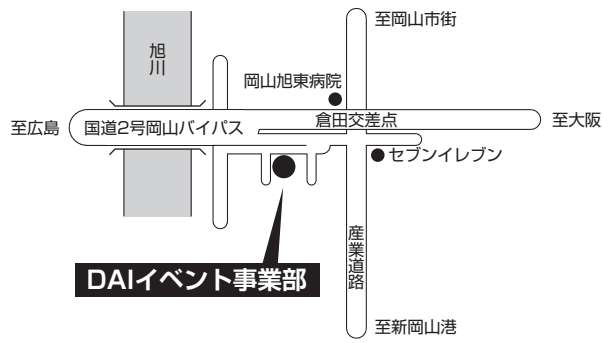 至岡山市街
旭川
岡山旭東病院
至広島
国道2号岡山バイパス
倉田交差点
至大阪
セブンイレブン
産業道路
DAIイベント事業部
至新岡山港